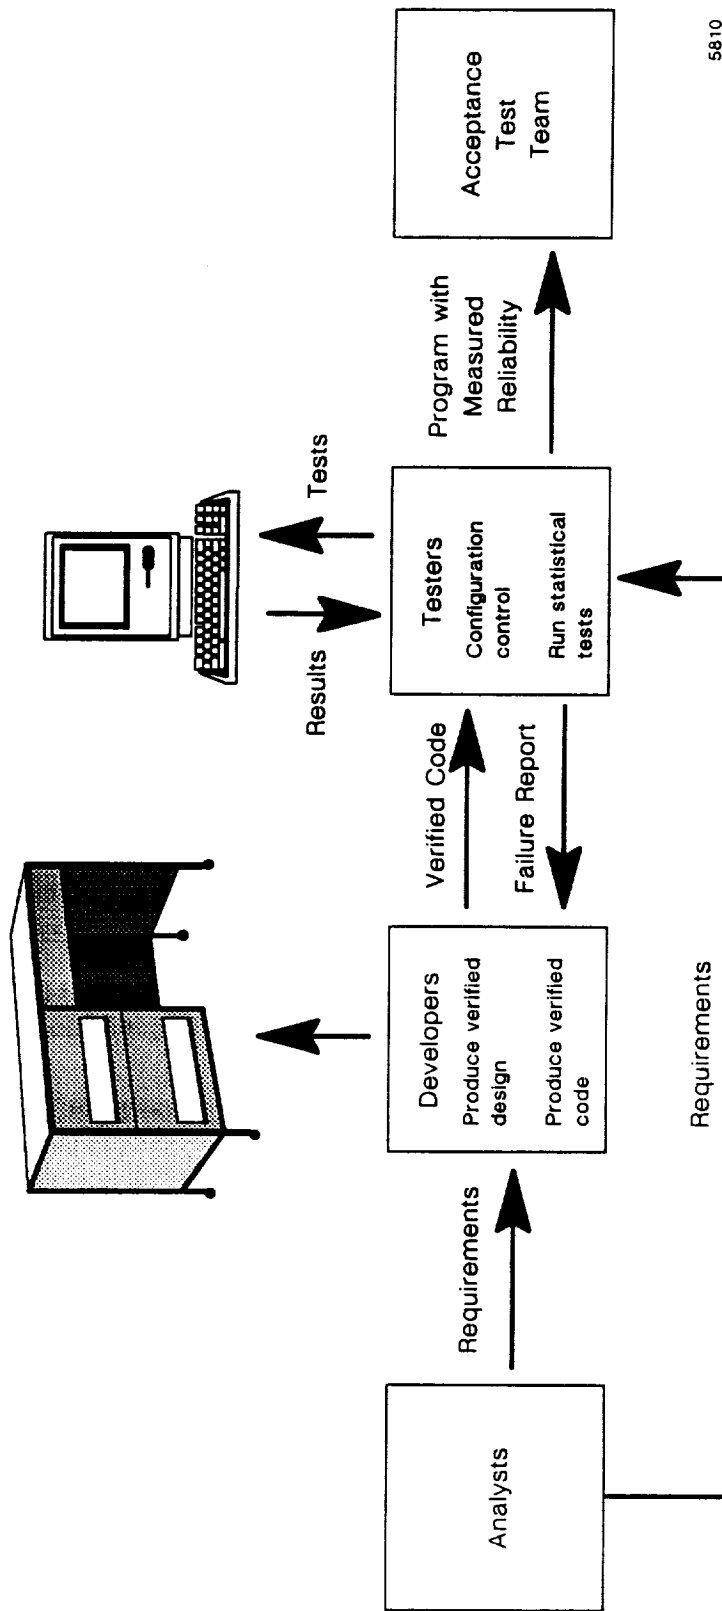 Analysts
Requirements
Developers
Produce verified
design
Produce verified
code
Verified Code
Failure Report
Requirements
Results
Tests
Testers
Configuration
control
Run statistical
tests
Program with
Measured
Reliability
Acceptance
Test
Team
5810